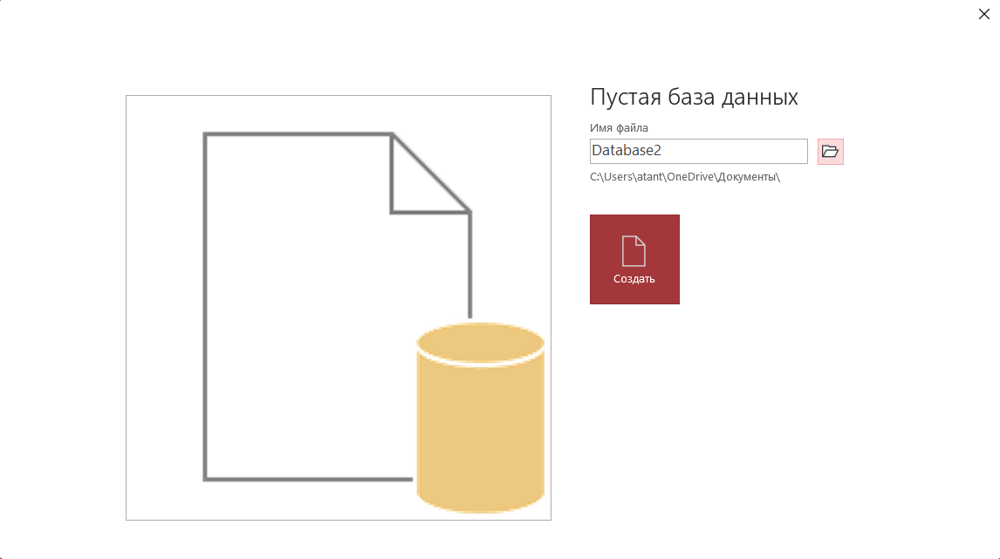 Пустая база данных
Имя файла
Database2
C:\Users\atant\OneDrive\Документы\
Создать